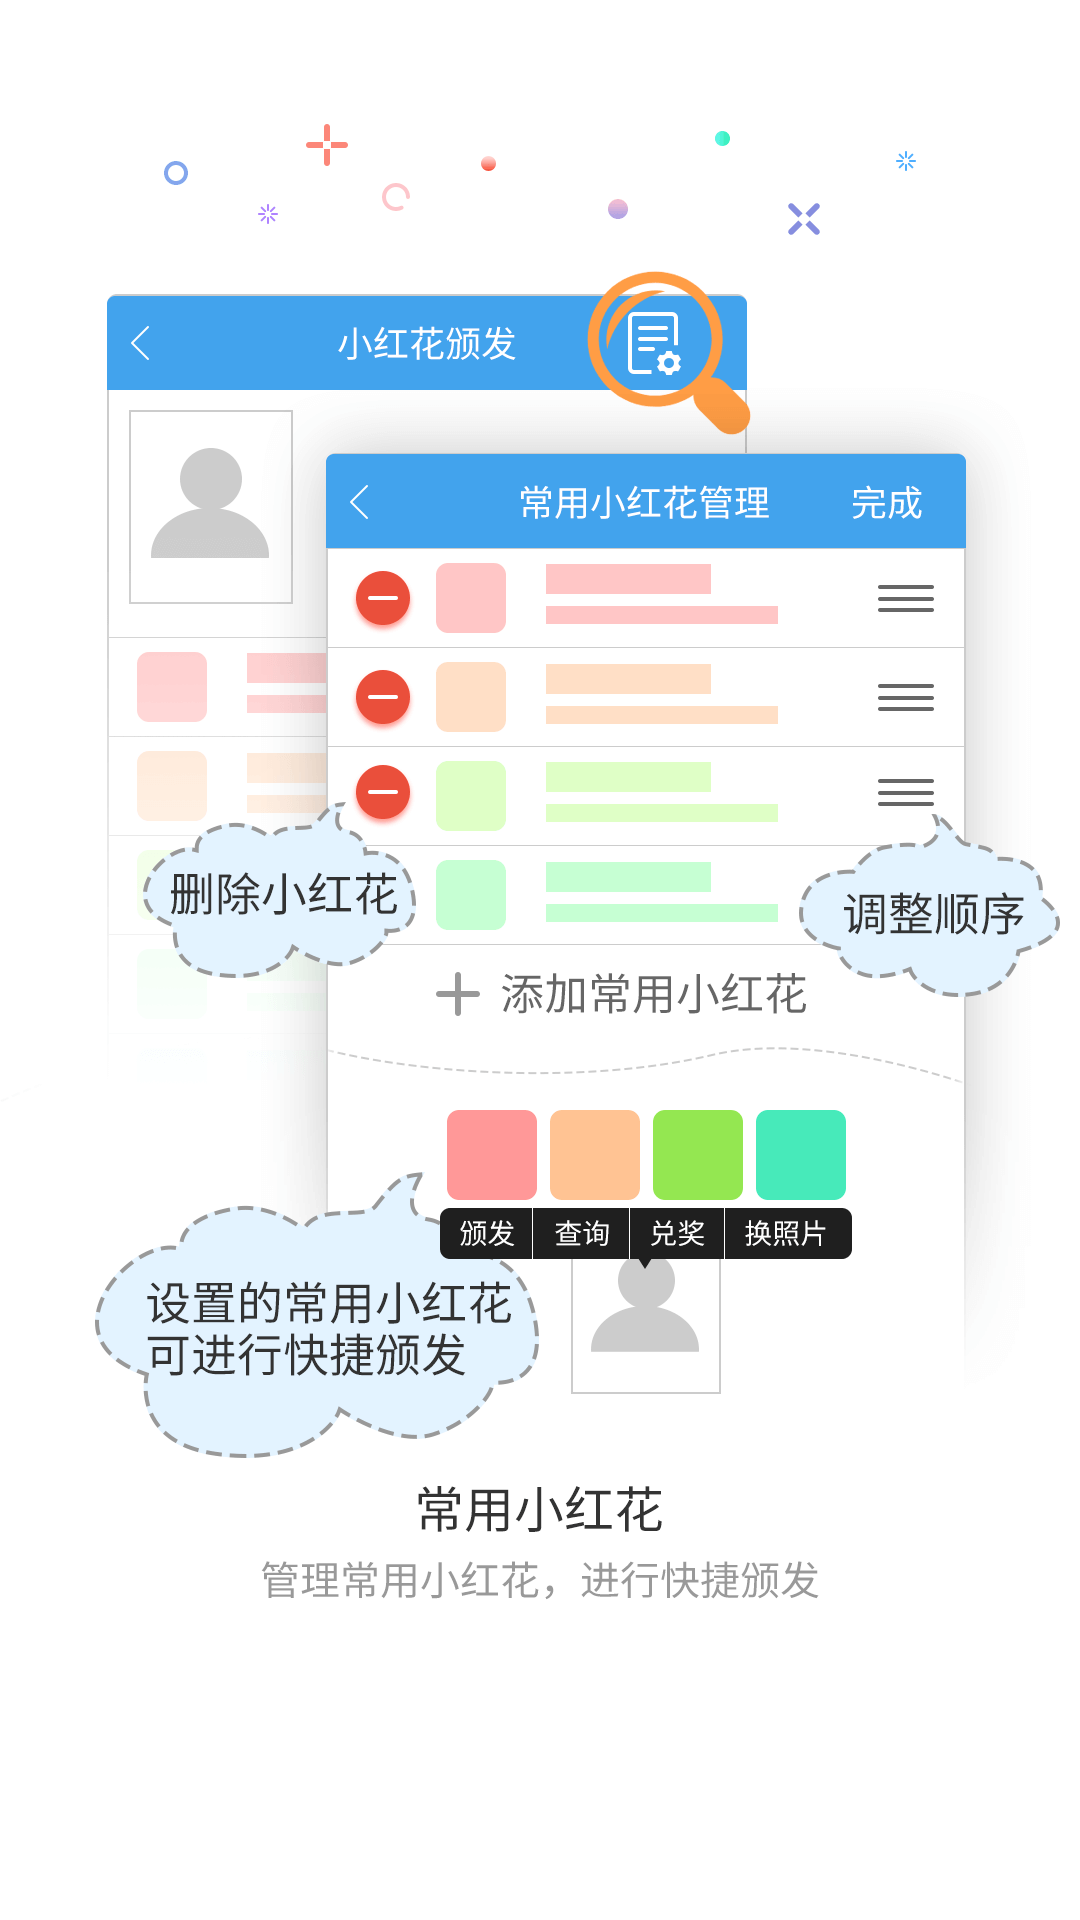 小红花颁发
常用小红花管理
完成
删除小红花
调整顺序
添加常用小红花
颁发
查询
兑奖
换照片
设置的常用小红花
可进行快捷颁发
常用小红花
管理常用小红花，进行快捷颁发